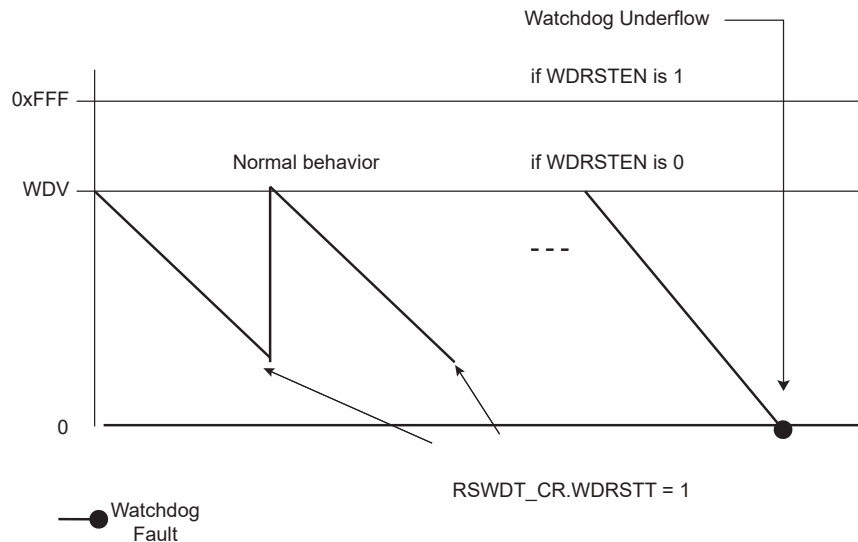 Watchdog Underflow
if WDRSTEN is 1
0xFFF
Normal behavior
if WDRSTEN is 0
WDV
0
RSWDT_CR.WDRSTT = 1
Watchdog
Fault